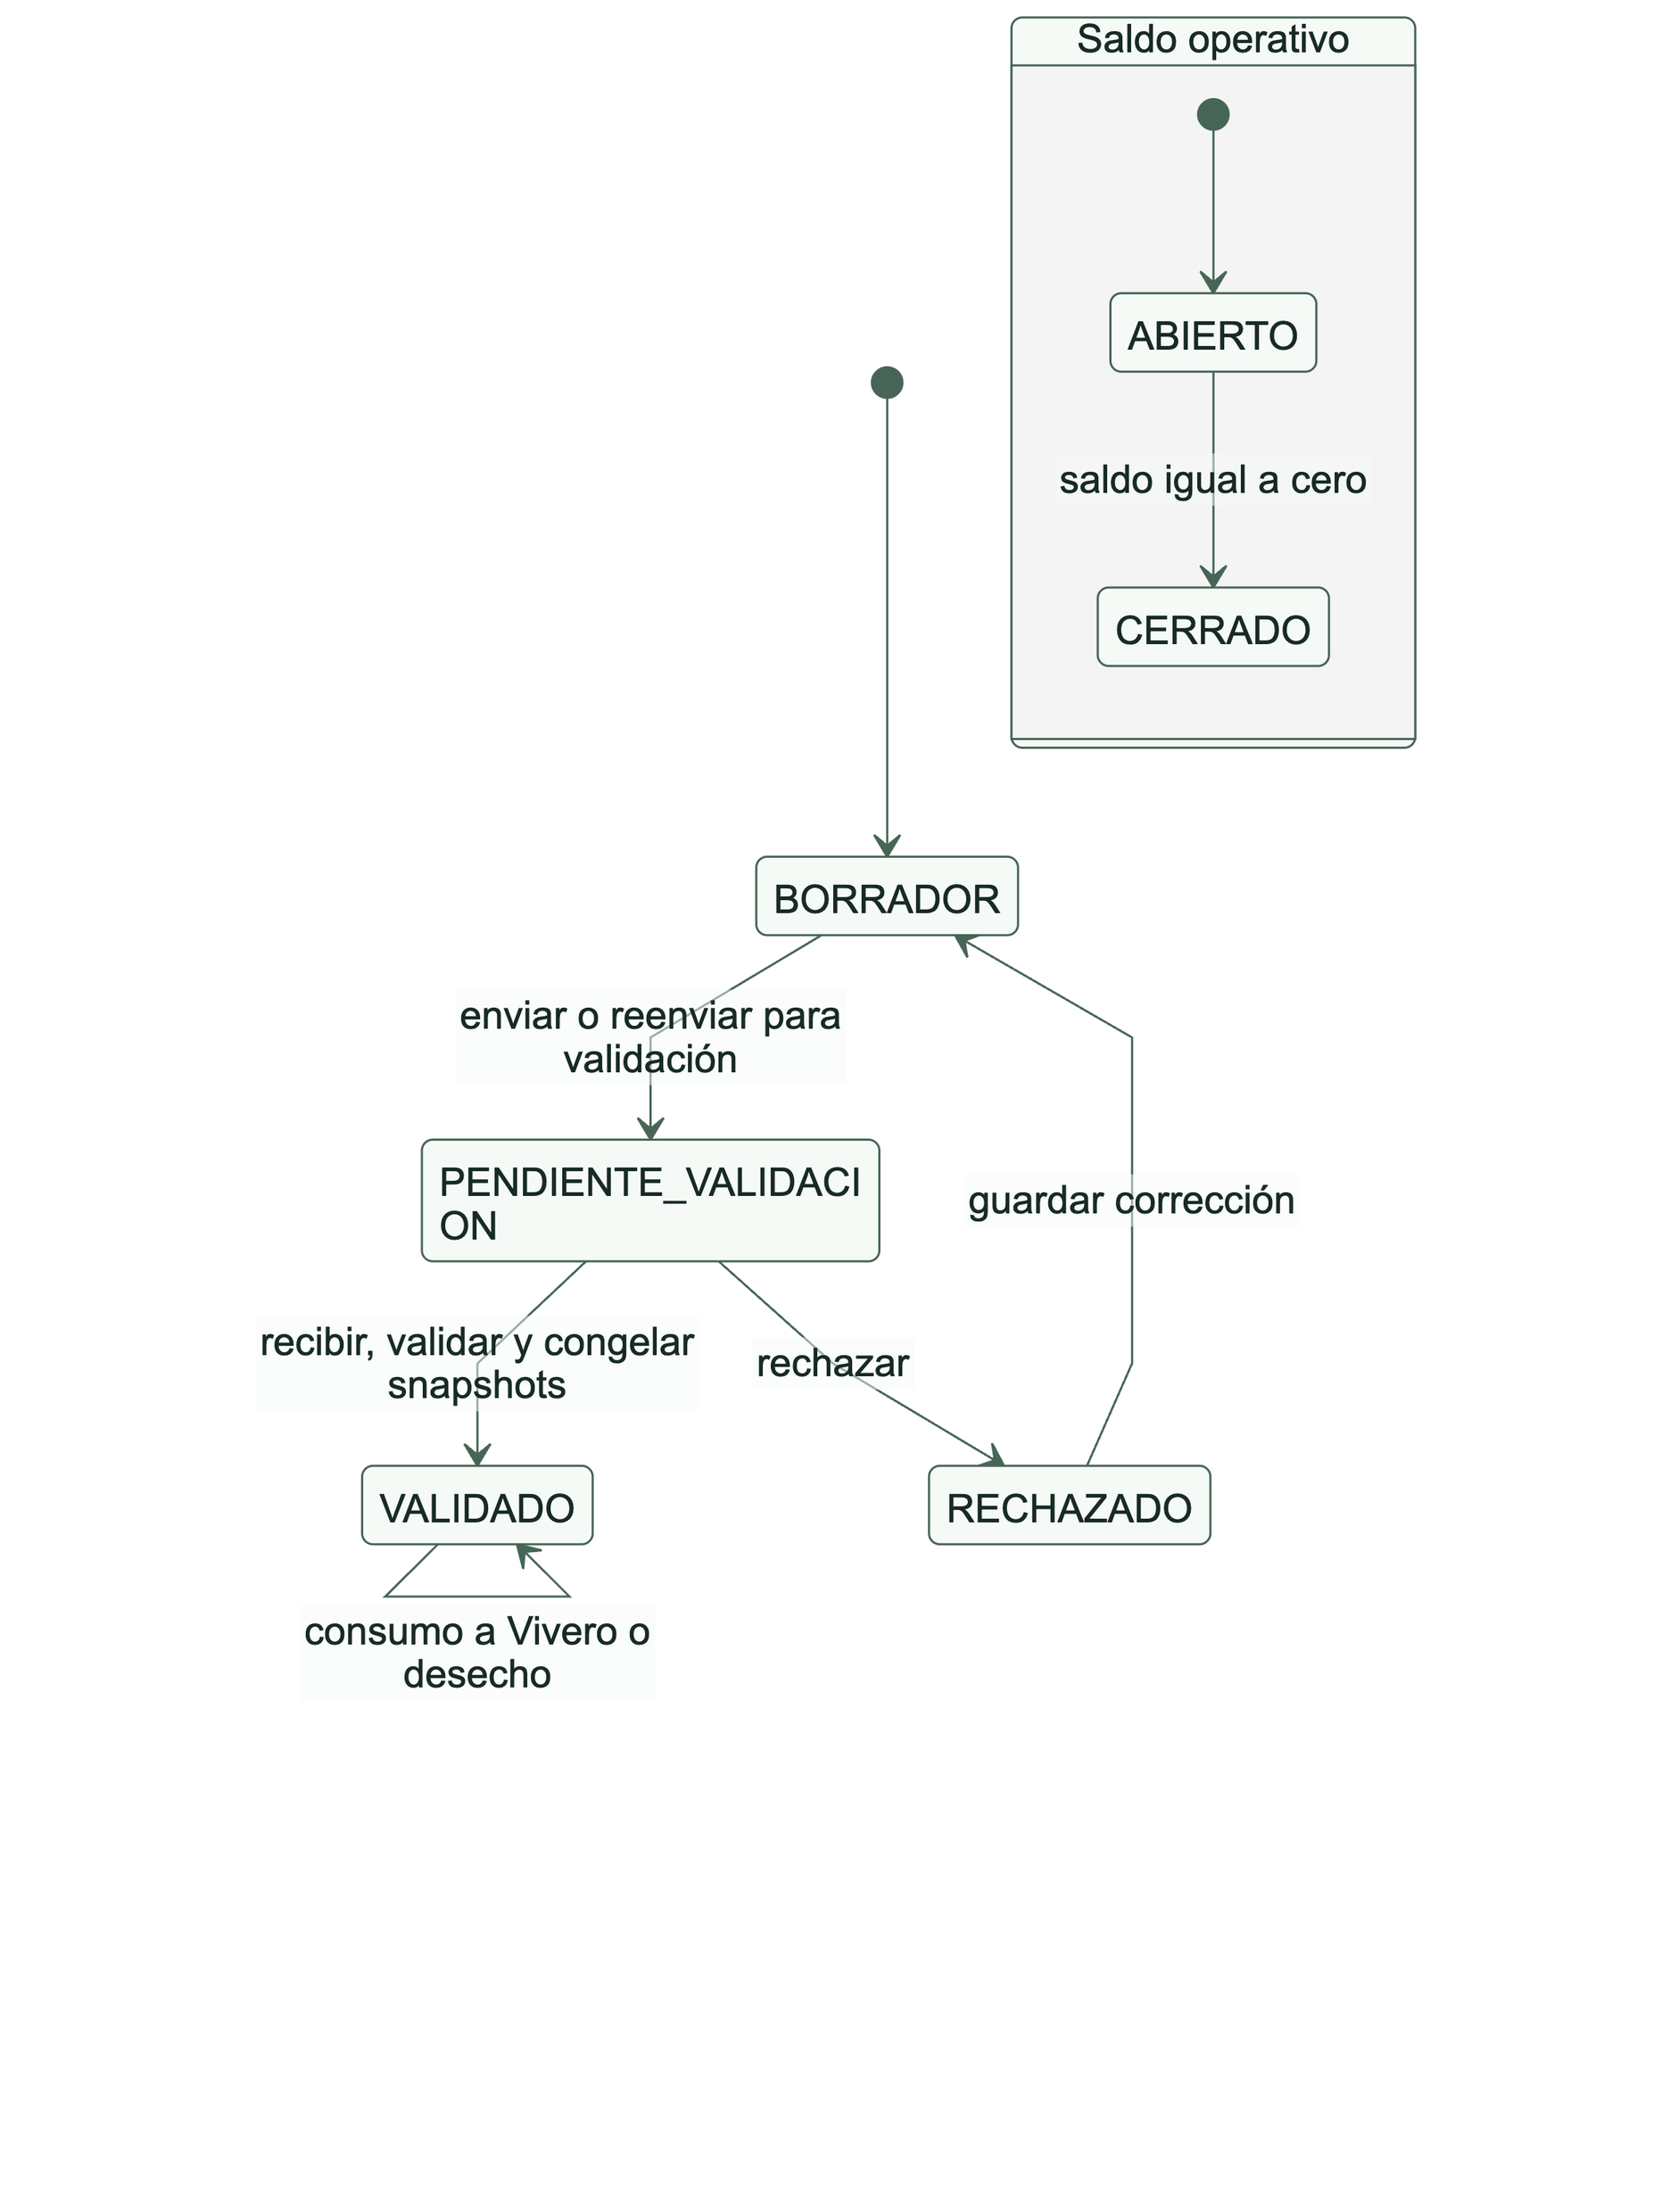 Saldo operativo
ABIERTO
saldo igual a cero
CERRADO
BORRADOR
enviar o reenviar para
validación
PENDIENTE_VALIDACI
ON
guardar corrección
recibir, validar y congelar
snapshots
rechazar
VALIDADO
RECHAZADO
consumo a Vivero o
desecho